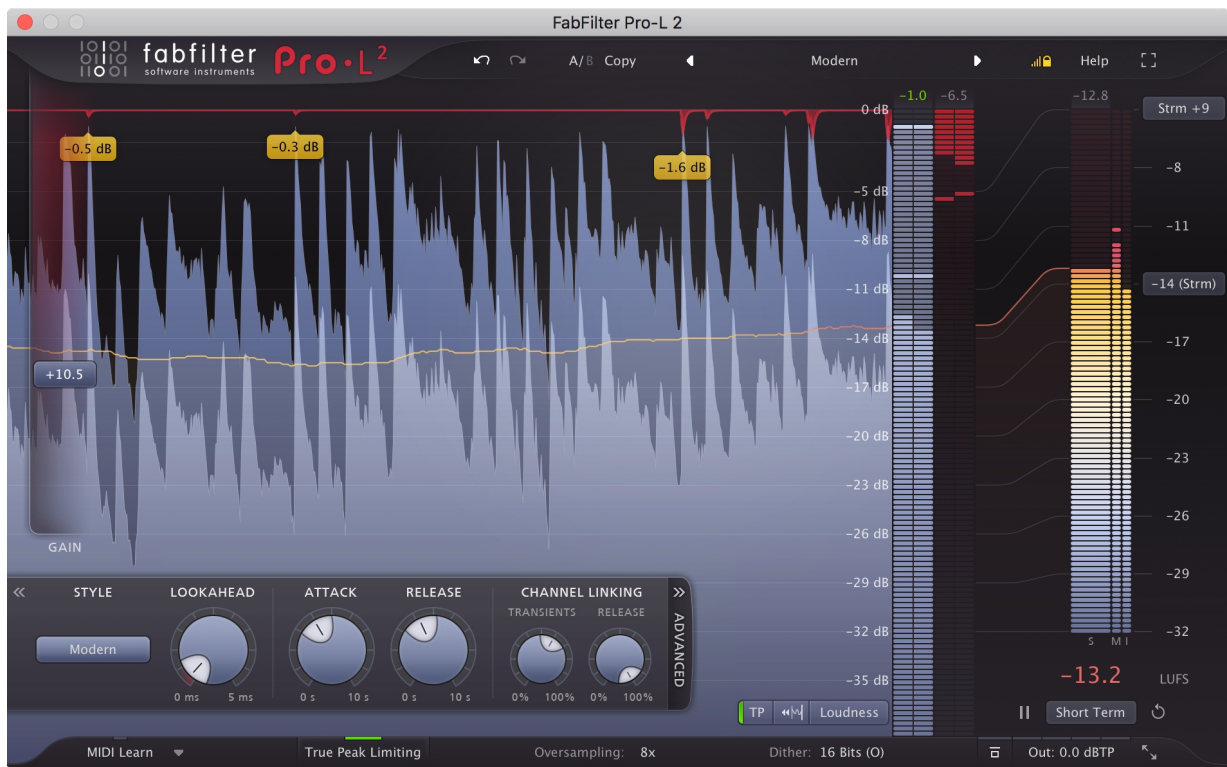 FabFilter Pro-L 2
fabfilter
software instruments
Pro·L 2
A/B Copy
Modern
Help
-1.0 -6.5
-12.8
0 dB
Strm +9
-0.5 dB
-0.3 dB
-1.6 dB
-8
-5 dB
-11
-8 dB
-14 (Strm)
-11 dB
-14 dB
-17
+10.5
-17 dB
-20
-20 dB
-23
-23 dB
-26
-26 dB
GAIN
-29
-29 dB
STYLE LOOKAHEAD ATTACK RELEASE CHANNEL LINKING
TRANSIENTS RELEASE
ADVANCED
Modern
-32 dB
-32
S M I
0 ms 5 ms 0 s 10 s 0 s 10 s 0% 100% 0% 100%
-35 dB
-13.2 LUFS
TP Loudness
Short Term
MIDI Learn True Peak Limiting Oversampling: 8x Dither: 16 Bits (O) Out: 0.0 dBTP